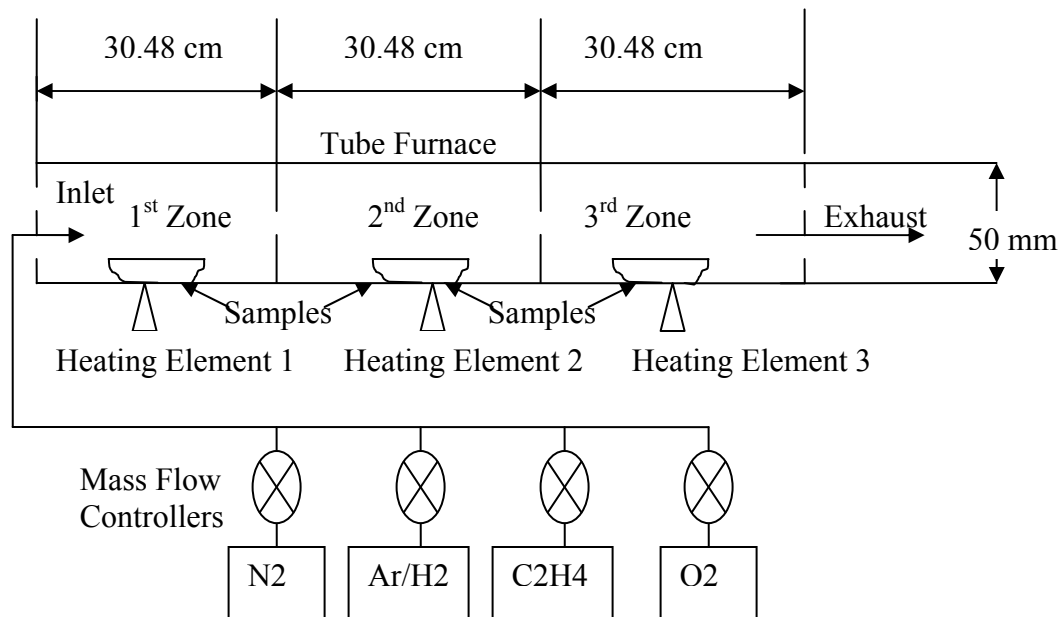 30.48 cm 30.48 cm 30.48 cm
Tube Furnace
Inlet
1st Zone 2nd Zone 3rd Zone Exhaust
50 mm
Samples Samples
Heating Element 1 Heating Element 2 Heating Element 3
Mass Flow
Controllers
N2 Ar/H2 C2H4 O2